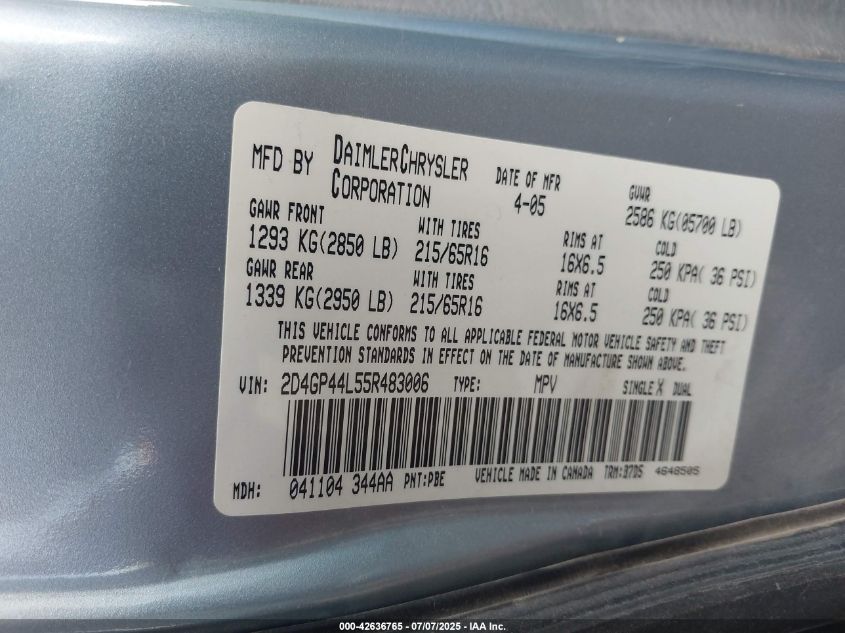 MFD BY DAIMLERCHRYSLER CORPORATION DATE OF MFR 4-05 GVWR 2586 KG(05700 LB)
GAWR FRONT WITH TIRES RIMS AT COLD
1293 KG(2850 LB) 215/65R16 16X6.5 250 KPA( 36 PSI)
GAWR REAR WITH TIRES RIMS AT COLD
1339 KG(2950 LB) 215/65R16 16X6.5 250 KPA( 36 PSI)
THIS VEHICLE CONFORMS TO ALL APPLICABLE FEDERAL MOTOR VEHICLE SAFETY AND THEFT
PREVENTION STANDARDS IN EFFECT ON THE DATE OF MANUFACTURE SHOWN ABOVE.
VIN: 2D4GP44L55R483006 TYPE: MPV SINGLE X DUAL
MDH: 041104 344AA PNT:PBE VEHICLE MADE IN CANADA TRM:B7D5 4648505
000-42636765 - 07/07/2025 - IAA Inc.